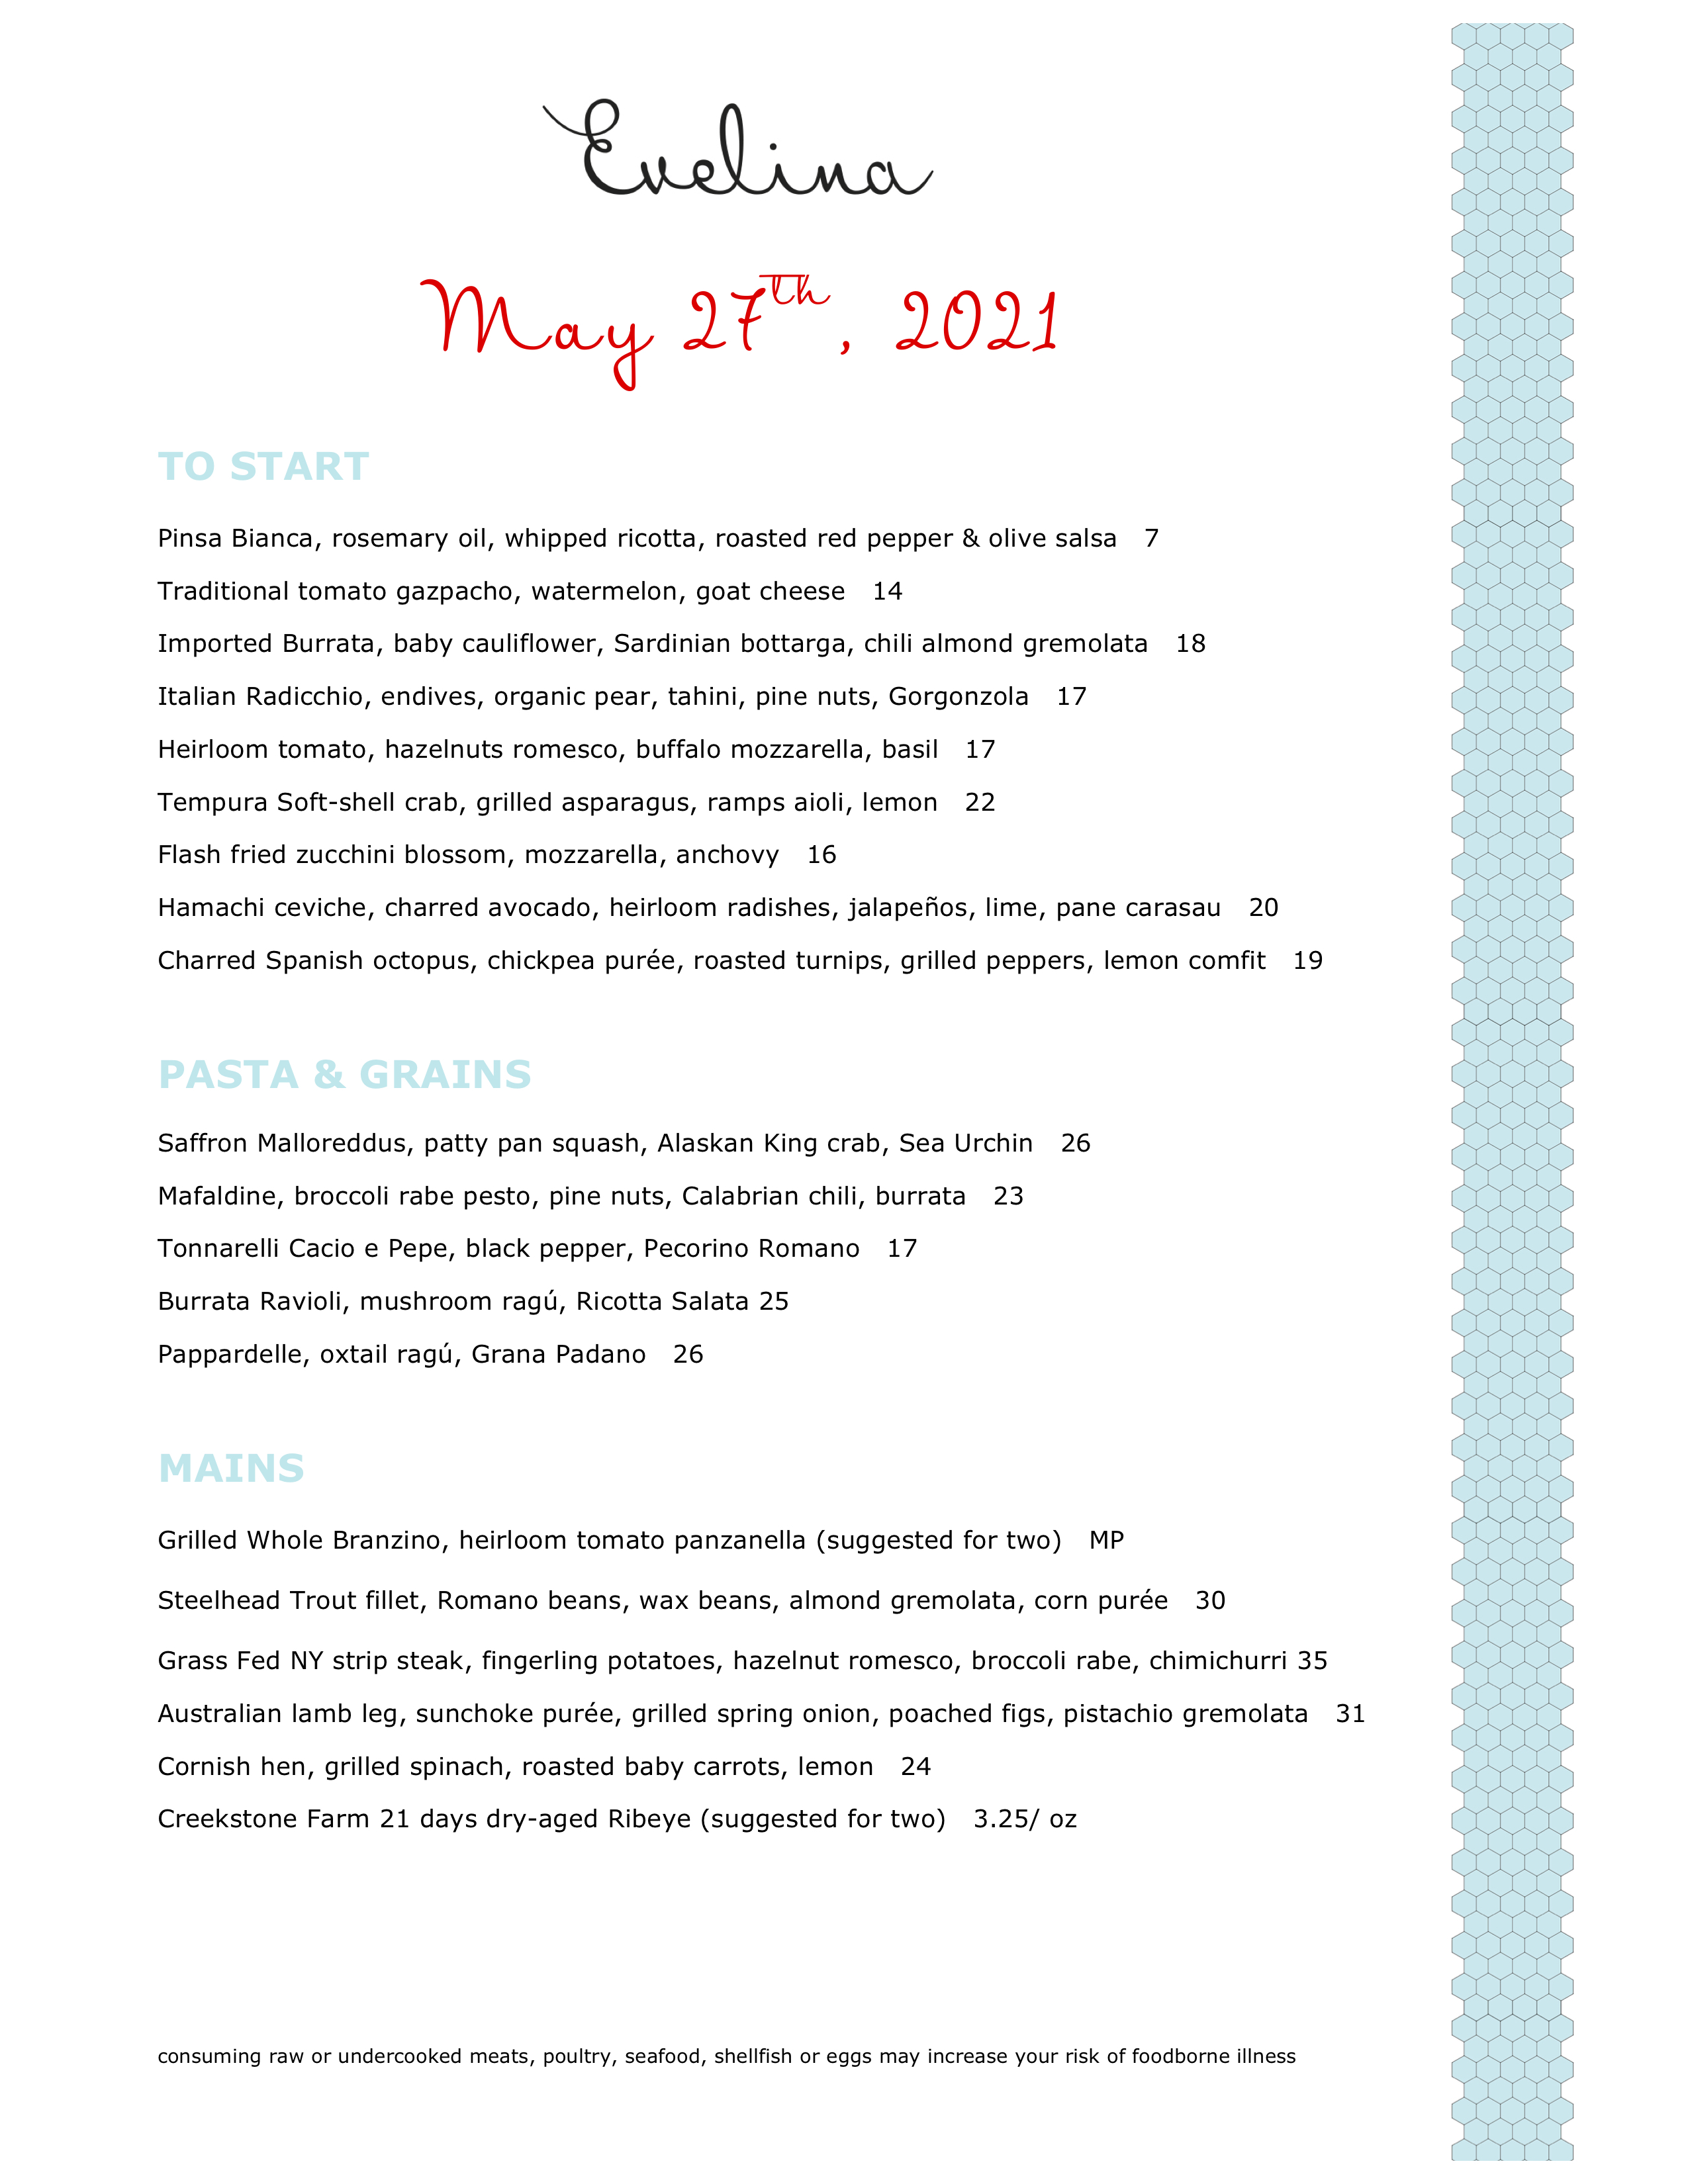 Evelina
May 27th, 2021
TO START
Pinsa Bianca, rosemary oil, whipped ricotta, roasted red pepper & olive salsa 7
Traditional tomato gazpacho, watermelon, goat cheese 14
Imported Burrata, baby cauliflower, Sardinian bottarga, chili almond gremolata 18
Italian Radicchio, endives, organic pear, tahini, pine nuts, Gorgonzola 17
Heirloom tomato, hazelnuts romesco, buffalo mozzarella, basil 17
Tempura Soft-shell crab, grilled asparagus, ramps aioli, lemon 22
Flash fried zucchini blossom, mozzarella, anchovy 16
Hamachi ceviche, charred avocado, heirloom radishes, jalapeños, lime, pane carasau 20
Charred Spanish octopus, chickpea purée, roasted turnips, grilled peppers, lemon comfit 19
PASTA & GRAINS
Saffron Malloreddus, patty pan squash, Alaskan King crab, Sea Urchin 26
Mafaldine, broccoli rabe pesto, pine nuts, Calabrian chili, burrata 23
Tonnarelli Cacio e Pepe, black pepper, Pecorino Romano 17
Burrata Ravioli, mushroom ragú, Ricotta Salata 25
Pappardelle, oxtail ragú, Grana Padano 26
MAINS
Grilled Whole Branzino, heirloom tomato panzanella (suggested for two) MP
Steelhead Trout fillet, Romano beans, wax beans, almond gremolata, corn purée 30
Grass Fed NY strip steak, fingerling potatoes, hazelnut romesco, broccoli rabe, chimichurri 35
Australian lamb leg, sunchoke purée, grilled spring onion, poached figs, pistachio gremolata 31
Cornish hen, grilled spinach, roasted baby carrots, lemon 24
Creekstone Farm 21 days dry-aged Ribeye (suggested for two) 3.25/ oz
consuming raw or undercooked meats, poultry, seafood, shellfish or eggs may increase your risk of foodborne illness